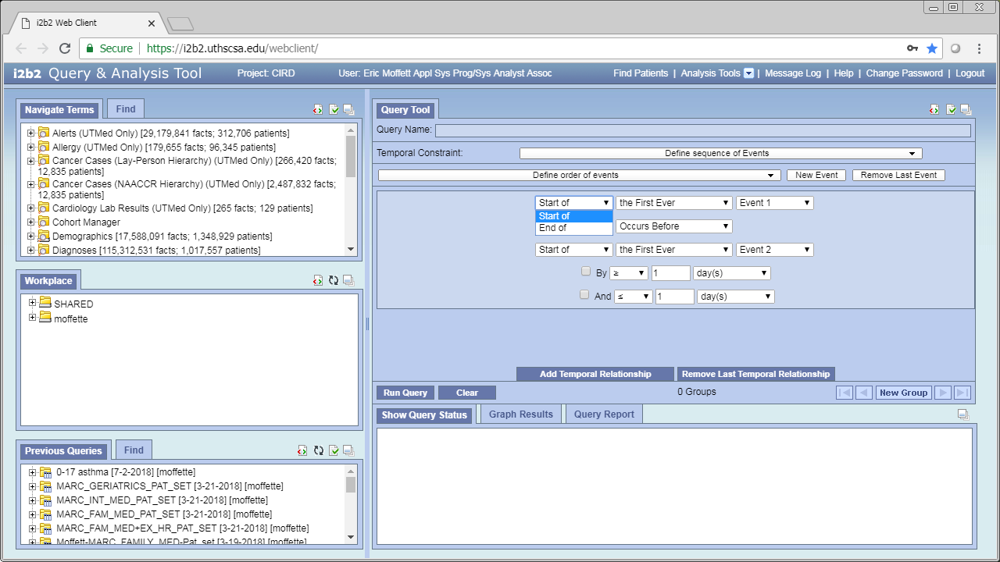 i2b2 Web Client
Secure
https://i2b2.uthscsa.edu/webclient/
i2b2 Query & Analysis Tool
Project: CIRD
User: Eric Moffett Appl Sys Prog/Sys Analyst Assoc
Find Patients | Analysis Tools | Message Log | Help | Change Password | Logout
Navigate Terms
Find
Alerts (UTMed Only) [29,179,841 facts; 312,706 patients]
Allergy (UTMed Only) [179,655 facts; 96,345 patients]
Cancer Cases (Lay-Person Hierarchy) (UTMed Only) [266,420 facts;
12,835 patients]
Cancer Cases (NAACCR Hierarchy) (UTMed Only) [2,487,832 facts;
12,835 patients]
Cardiology Lab Results (UTMed Only) [265 facts; 129 patients]
Cohort Manager
Demographics [17,588,091 facts; 1,348,929 patients]
Diagnoses [115,312,531 facts; 1,017,557 patients]
Workplace
SHARED
moffette
Previous Queries
Find
0-17 asthma [7-2-2018] [moffette]
MARC_GERIATRICS_PAT_SET [3-21-2018] [moffette]
MARC_INT_MED_PAT_SET [3-21-2018] [moffette]
MARC_FAM_MED_PAT_SET [3-21-2018] [moffette]
MARC_FAM_MED+EX_HR_PAT_SET [3-21-2018] [moffette]
Moffett-MARC_FAMILY_MED-Pat_set [3-19-2018] [moffette]
Query Tool
Query Name:
Temporal Constraint:
Define sequence of Events
Define order of events
New Event
Remove Last Event
Start of
the First Ever
Event 1
Start of
End of
Occurs Before
Start of
the First Ever
Event 2
By ≥ 1 day(s)
And ≤ 1 day(s)
Add Temporal Relationship
Remove Last Temporal Relationship
Run Query
Clear
0 Groups
New Group
Show Query Status
Graph Results
Query Report